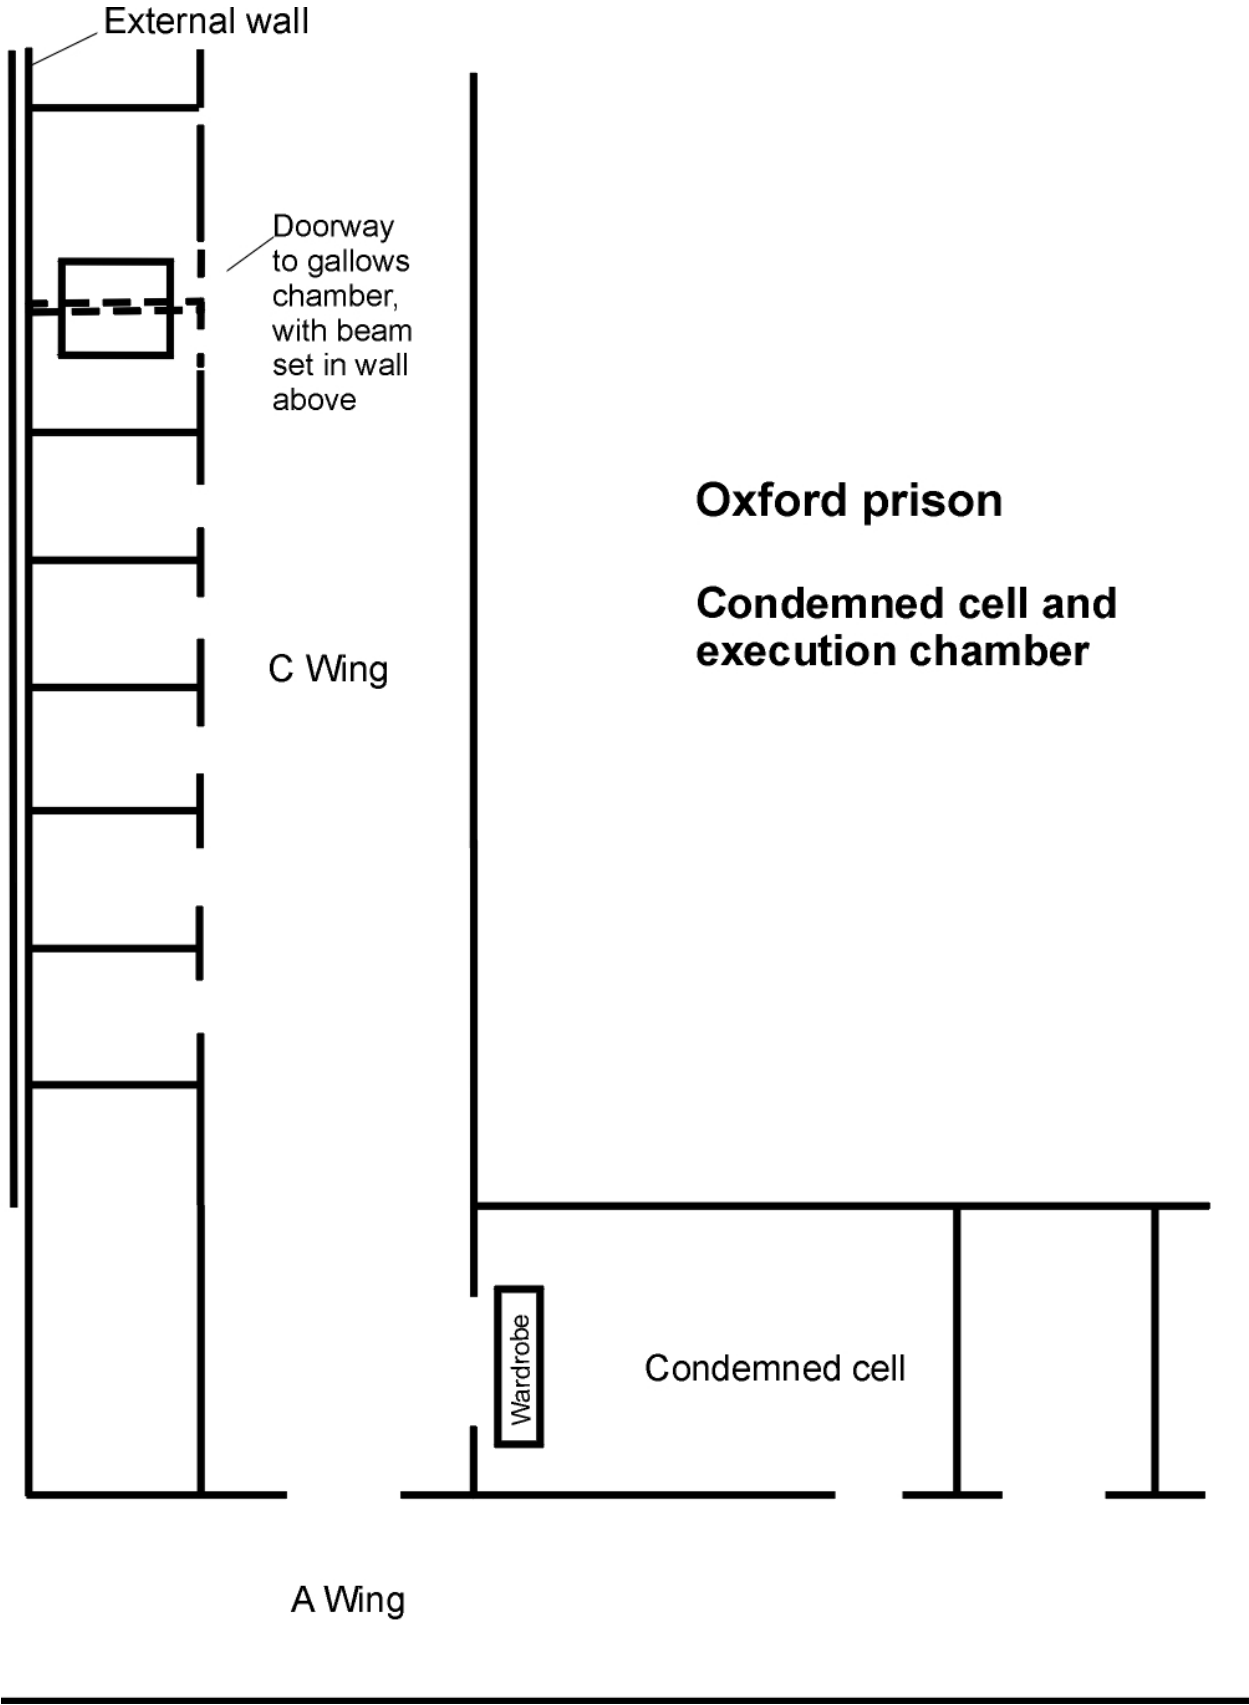 External wall
Doorway
to gallows
chamber,
with beam
set in wall
above
Oxford prison
Condemned cell and
execution chamber
C Wing
Wardrobe
Condemned cell
A Wing